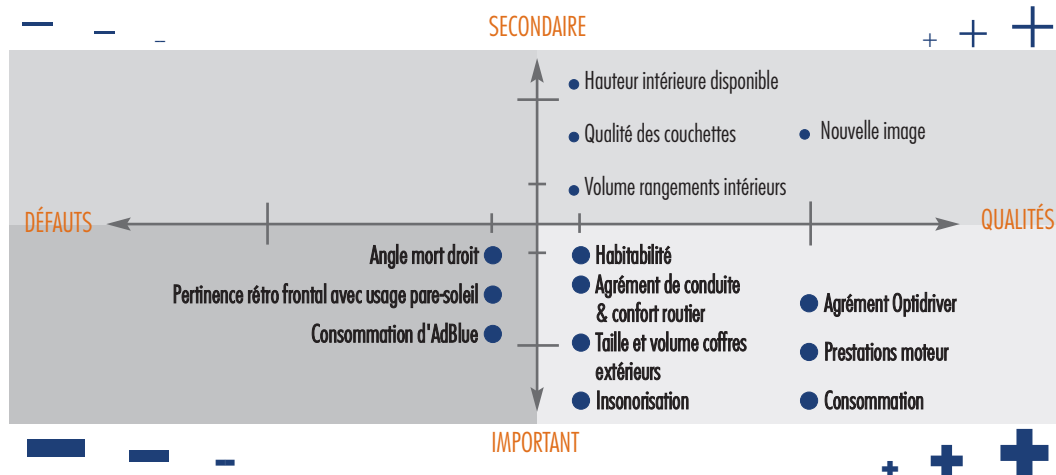 SECONDAIRE
Hauteur intérieure disponible
Qualité des couchettes
Nouvelle image
Volume rangements intérieurs
DÉFAUTS
QUALITÉS
Angle mort droit
Pertinence rétro frontal avec usage pare-soleil
Consommation d'AdBlue
Habitabilité
Agrément de conduite
& confort routier
Taille et volume coffres
extérieurs
Insonorisation
Agrément Optidriver
Prestations moteur
Consommation
IMPORTANT